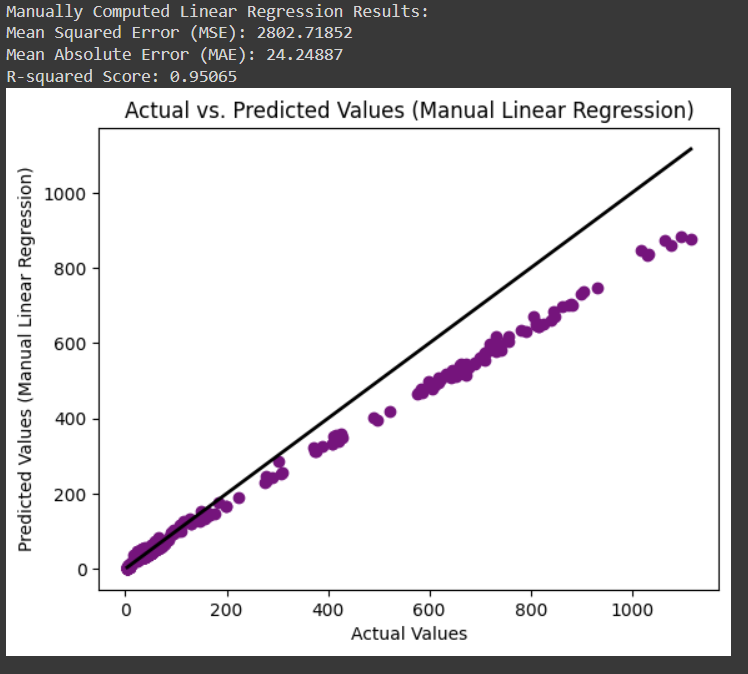 Manually Computed Linear Regression Results:
Mean Squared Error (MSE): 2802.71852
Mean Absolute Error (MAE): 24.24887
R-squared Score: 0.95065
Actual vs. Predicted Values (Manual Linear Regression)
Predicted Values (Manual Linear Regression)
1000
800
600
400
200
0
0 200 400 600 800 1000
Actual Values